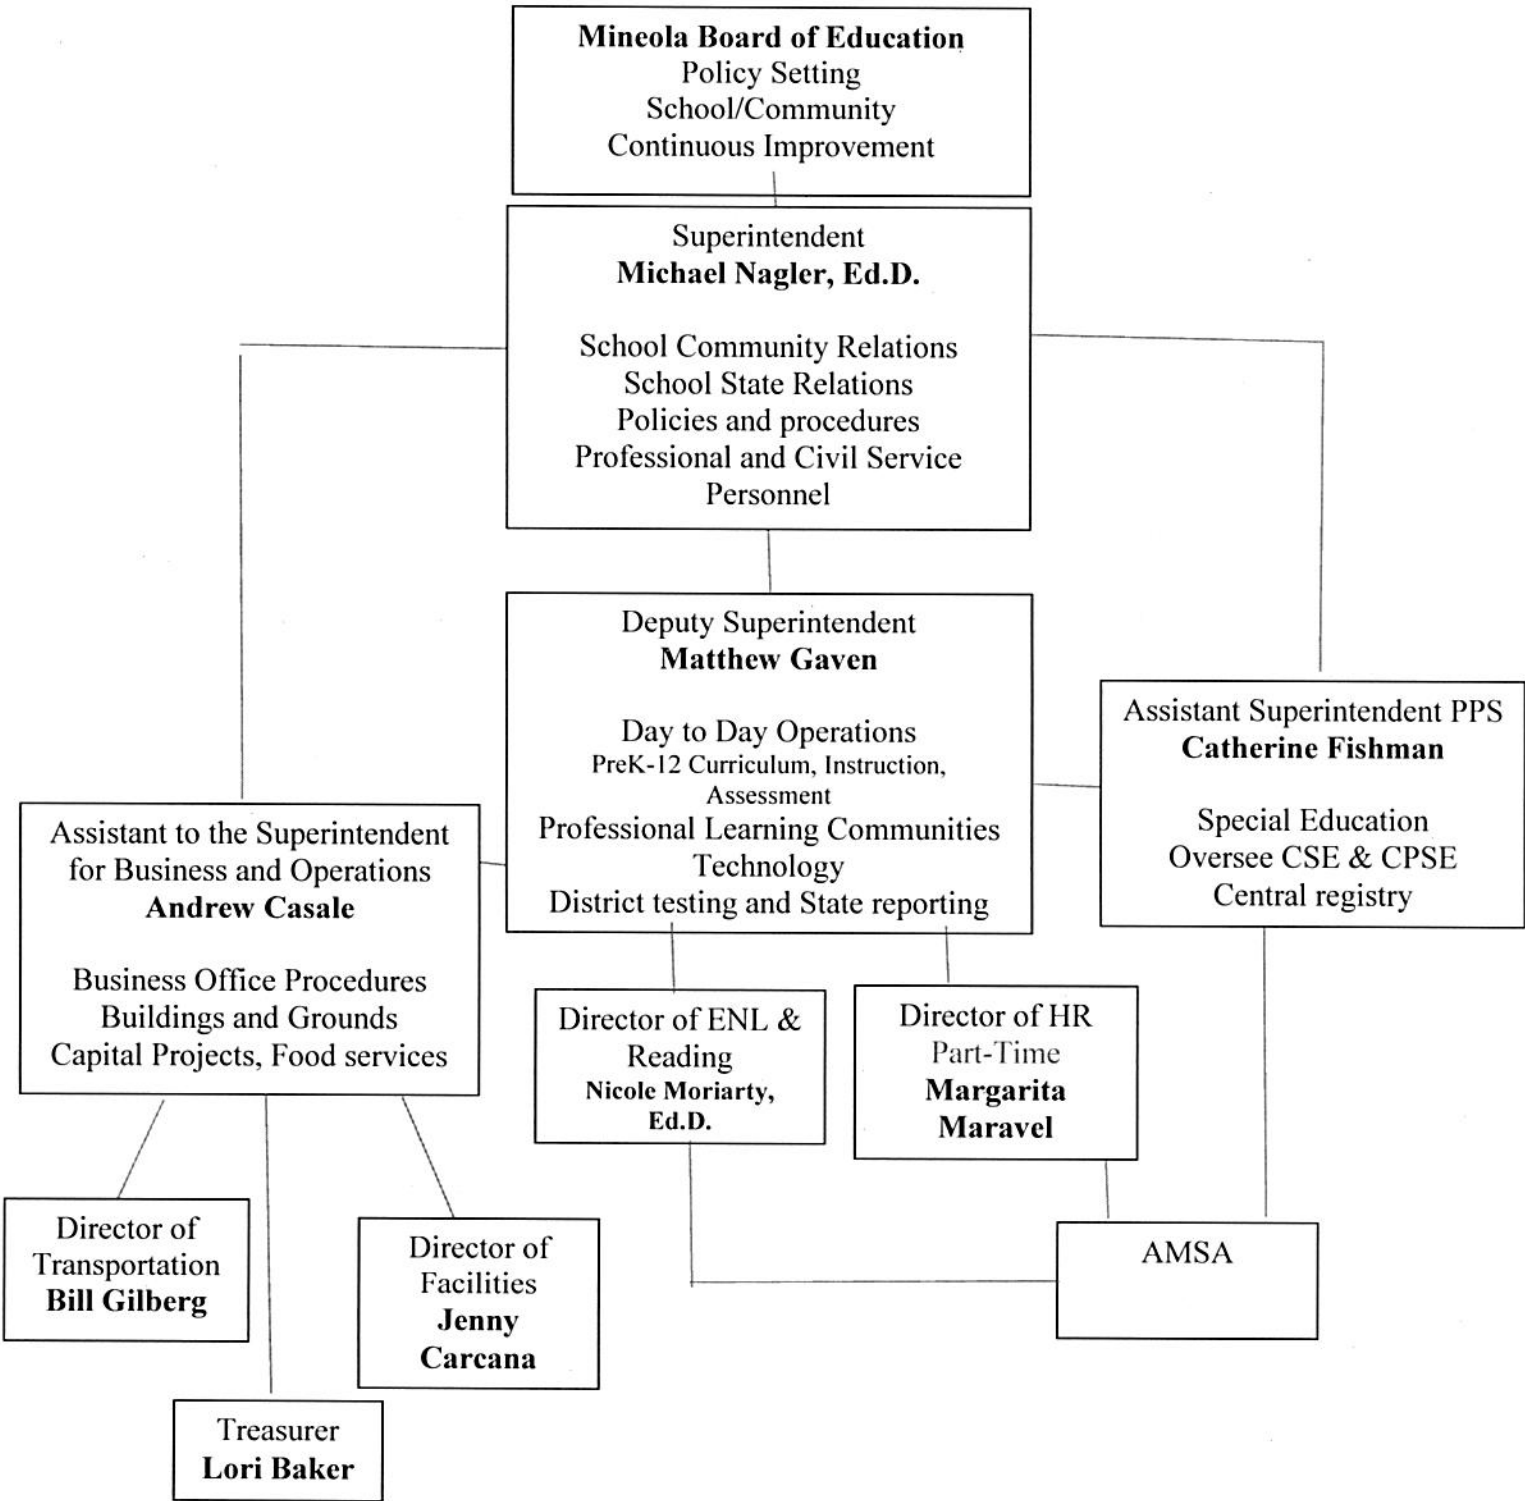 Mineola Board of Education
Policy Setting
School/Community
Continuous Improvement
Superintendent
Michael Nagler, Ed.D.
School Community Relations
School State Relations
Policies and procedures
Professional and Civil Service
Personnel
Deputy Superintendent
Matthew Gaven
Day to Day Operations
PreK-12 Curriculum, Instruction,
Assessment
Professional Learning Communities
Technology
District testing and State reporting
Assistant Superintendent PPS
Catherine Fishman
Special Education
Oversee CSE & CPSE
Central registry
Assistant to the Superintendent
for Business and Operations
Andrew Casale
Business Office Procedures
Buildings and Grounds
Capital Projects, Food services
Director of ENL &
Reading
Nicole Moriarty,
Ed.D.
Director of HR
Part-Time
Margarita
Maravel
Director of
Transportation
Bill Gilberg
Director of
Facilities
Jenny
Carcana
AMSA
Treasurer
Lori Baker